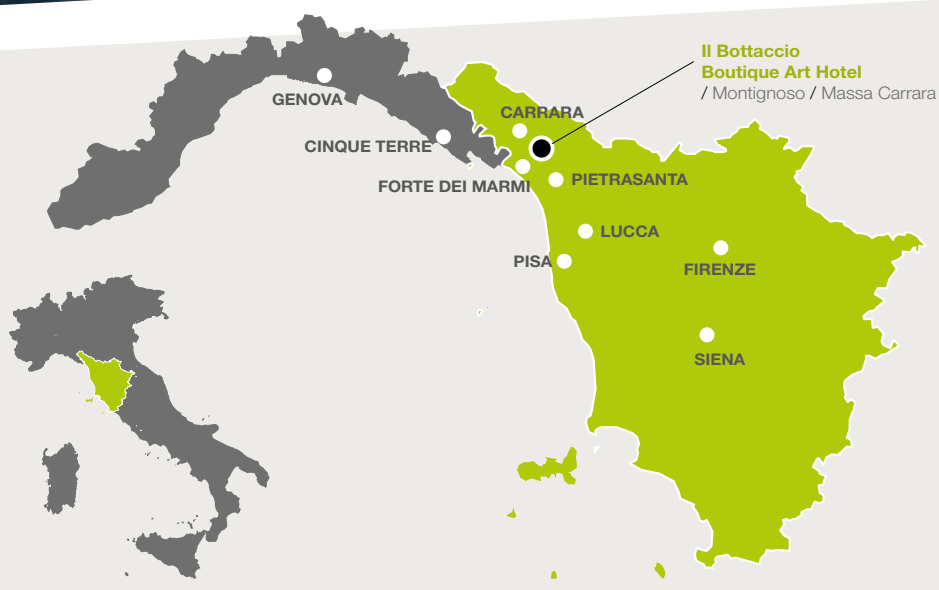 Il Bottaccio
Boutique Art Hotel
/ Montignoso / Massa Carrara
GENOVA
CARRARA
CINQUE TERRE
FORTE DEI MARMI
PIETRASANTA
LUCCA
PISA
FIRENZE
SIENA